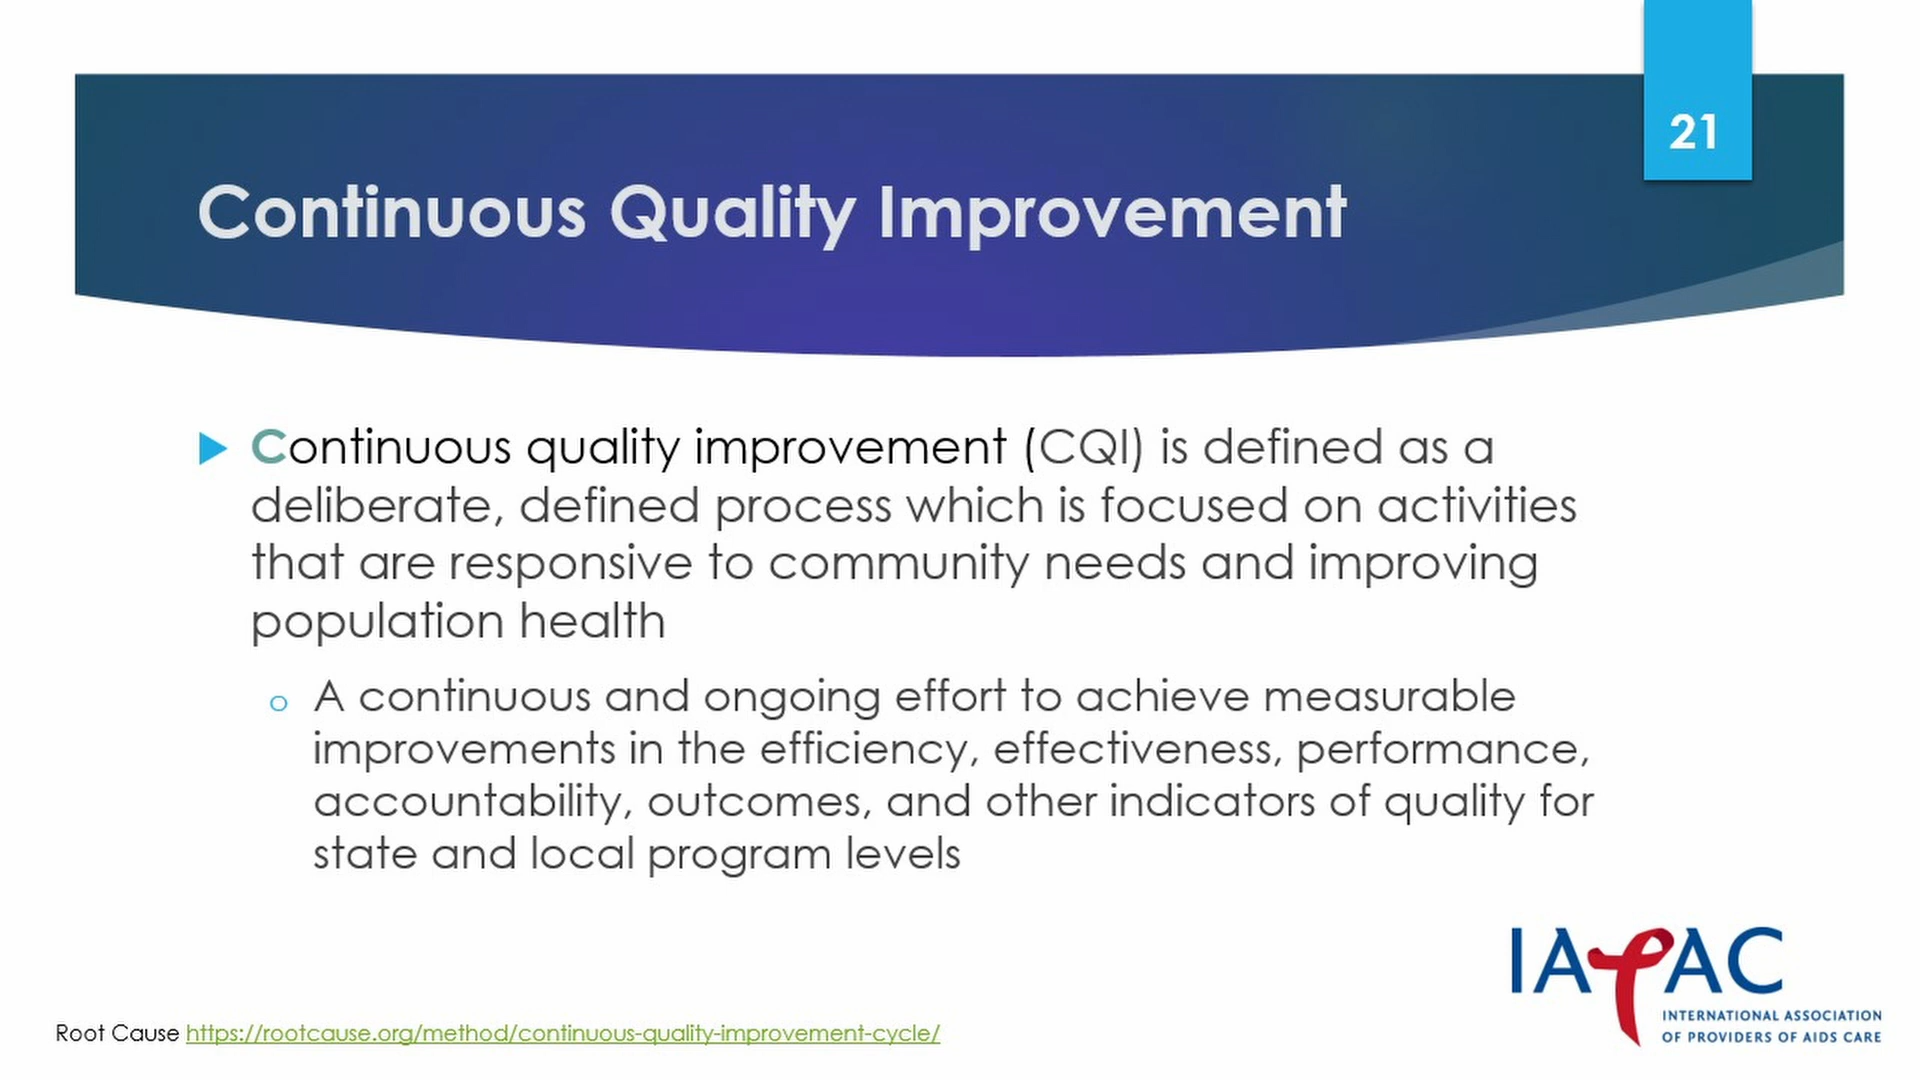 21
Continuous Quality Improvement
Continuous quality improvement (CQI) is defined as a
deliberate, defined process which is focused on activities
that are responsive to community needs and improving
population health
o A continuous and ongoing effort to achieve measurable
improvements in the efficiency, effectiveness, performance,
accountability, outcomes, and other indicators of quality for
state and local program levels
IAPAC
INTERNATIONAL ASSOCIATION
OF PROVIDERS OF AIDS CARE
Root Cause https://rootcause.org/method/continuous-quality-improvement-cycle/